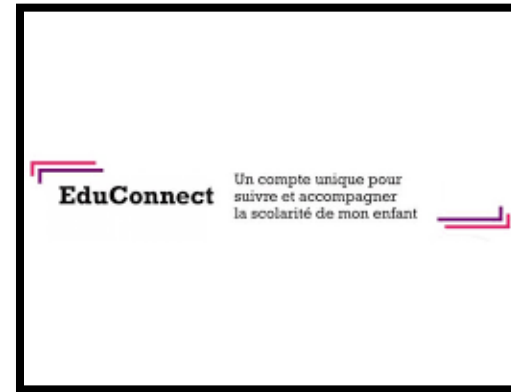 EduConnect
Un compte unique pour
suivre et accompagner
la scolarité de mon enfant